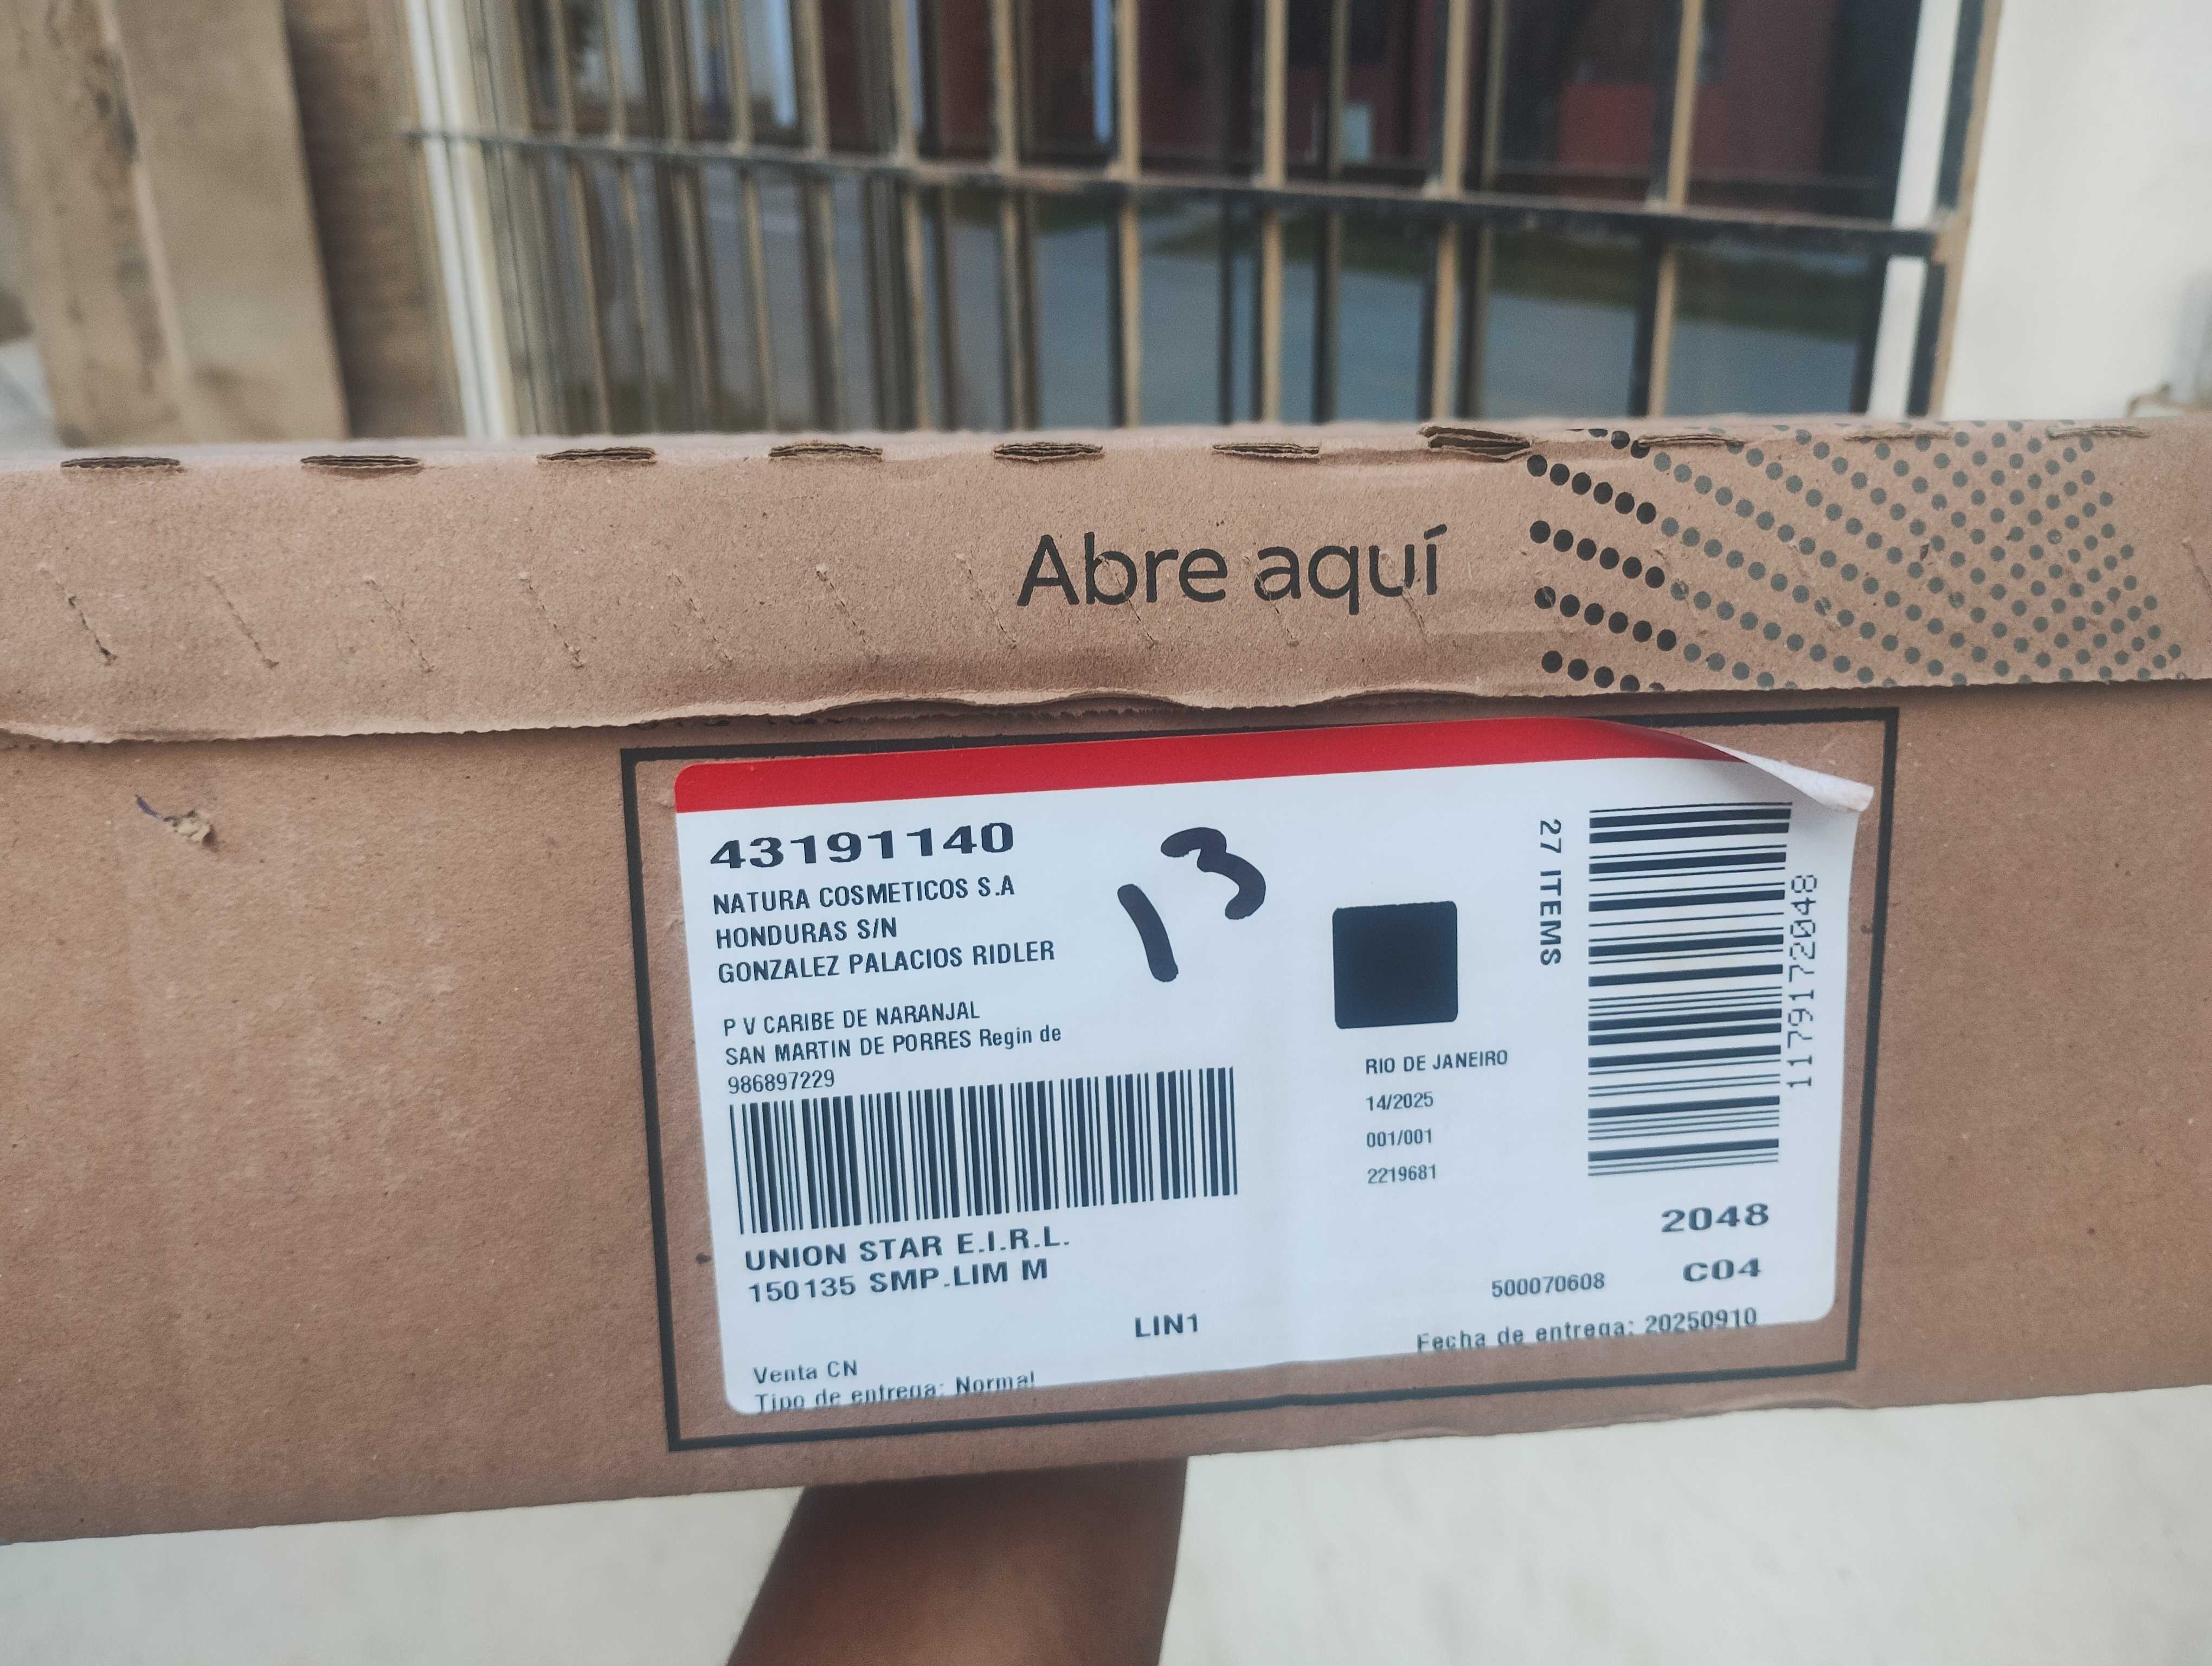 Abre aquí
43191140
NATURA COSMETICOS S.A
HONDURAS S/N
GONZALEZ PALACIOS RIDLER
P V CARIBE DE NARANJAL
SAN MARTIN DE PORRES Regin de
986897229
UNION STAR E.I.R.L.
150135 SMP.LIM M
LIN1
Venta CN
Tipo de entrega: Normal
13
RIO DE JANEIRO
14/2025
001/001
2219681
27 ITEMS
1179172048
2048
C04
500070608
Fecha de entrega: 20250910